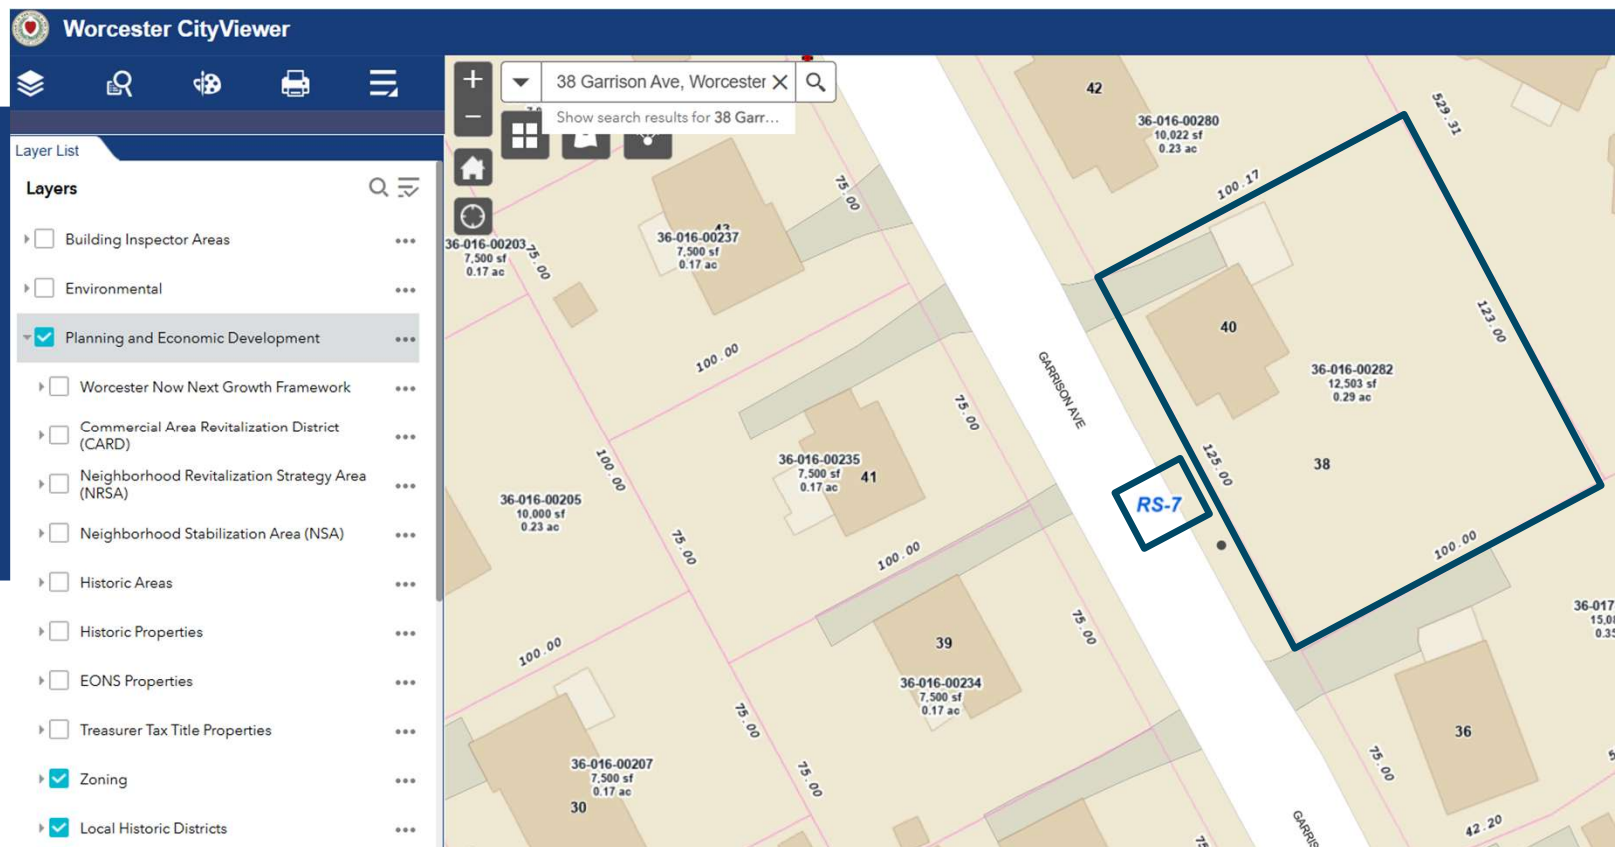 Worcester CityViewer
38 Garrison Ave, Worcester
Show search results for 38 Garr...
Layer List
Layers
Building Inspector Areas
Environmental
Planning and Economic Development
Worcester Now Next Growth Framework
Commercial Area Revitalization District
(CARD)
Neighborhood Revitalization Strategy Area
(NRSA)
Neighborhood Stabilization Area (NSA)
Historic Areas
Historic Properties
EONS Properties
Treasurer Tax Title Properties
Zoning
Local Historic Districts
42
36-016-00280
10,022 sf
0.23 ac
529.31
100.17
75.00
43
36-016-00237
7,500 sf
0.17 ac
36-016-00203
7,500 sf
0.17 ac
75.00
40
123.00
36-016-00282
12,503 sf
0.29 ac
100.00
GARRISON AVE
75.00
125.00
38
36-016-00235
7,500 sf
0.17 ac
41
100.00
36-016-00205
10,000 sf
0.23 ac
RS-7
75.00
100.00
100.00
36-017
75.00
39
100.00
36-016-00234
7,500 sf
0.17 ac
75.00
36
36-016-00207
7,500 sf
0.17 ac
30
75.00
75.00
GARRIS
42.20